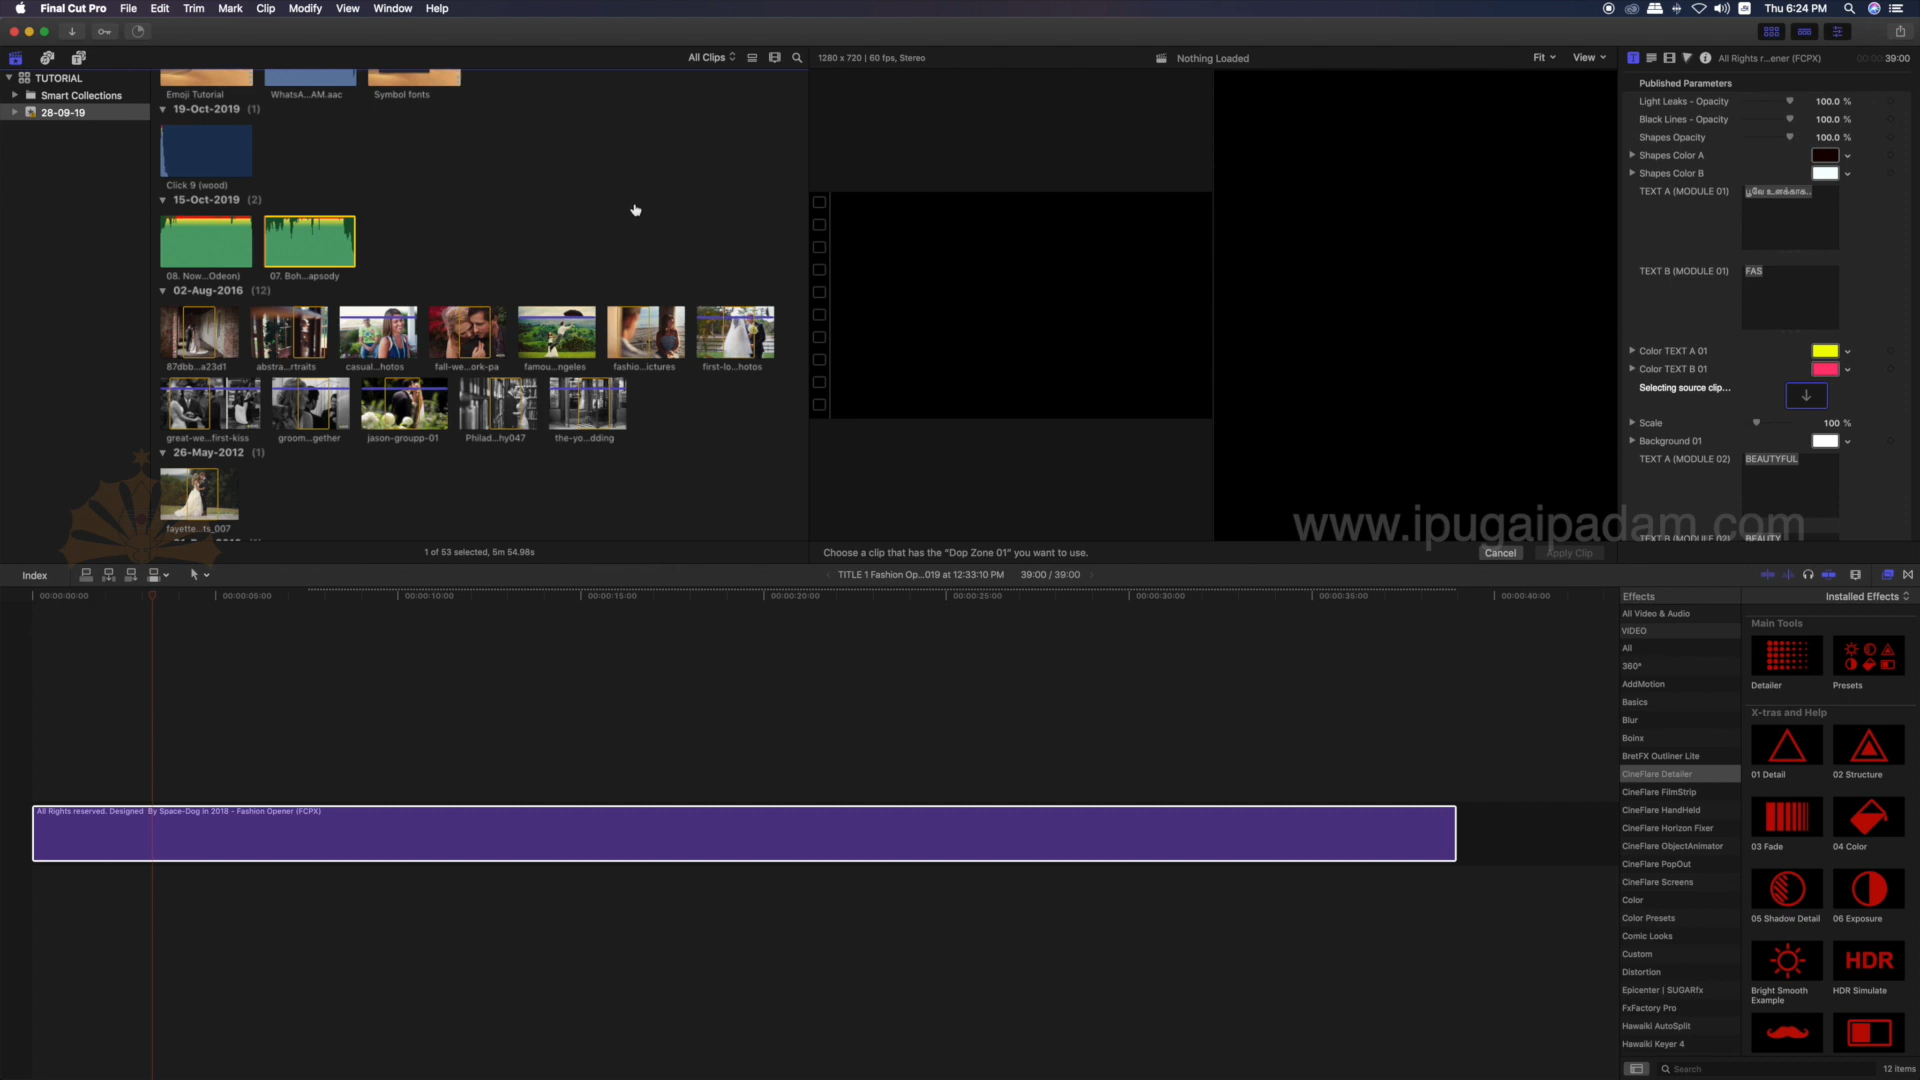 Final Cut Pro File Edit Trim Mark Clip Modify View Window Help
Thu 6:24 PM
All Clips
1280 x 720 | 60 fps, Stereo
Nothing Loaded
Fit
View
All Rights r...ener (FCPX)
39:00
TUTORIAL
Smart Collections
28-09-19
Emoji Tutorial
WhatsA....AM.aac
Symbol fonts
19-Oct-2019 (1)
Click 9 (wood)
15-Oct-2019 (2)
08. Now...Odeon)
07. Boh...apsody
02-Aug-2016 (12)
87dbb...a23d1
abstra...rtraits
casual...hotos
fall-we...ork-pa
famou...ngeles
fashio...ictures
first-lo...hotos
great-we...first-kiss
groom...gether
jason-groupp-01
Philad...hy047
the-yo...dding
26-May-2012 (1)
fayette...ts_007
1 of 53 selected, 5m 54.98s
Choose a clip that has the “Dop Zone 01” you want to use.
Cancel
Apply Clip
Published Parameters
Light Leaks - Opacity 100.0 %
Black Lines - Opacity 100.0 %
Shapes Opacity 100.0 %
Shapes Color A
Shapes Color B
TEXT A (MODULE 01) பூவே உனக்காக..
TEXT B (MODULE 01) FAS
Color TEXT A 01
Color TEXT B 01
Selecting source clip...
Scale 100 %
Background 01
TEXT A (MODULE 02) BEAUTYFUL
TEXT B (MODULE 02) BEAUTY
www.ipugaipadam.com
Index
TITLE 1 Fashion Op...019 at 12:33:10 PM 39:00 / 39:00
00:00:00:00 00:00:05:00 00:00:10:00 00:00:15:00 00:00:20:00 00:00:25:00 00:00:30:00 00:00:35:00 00:00:40:00
All Rights reserved. Designed By Space-Dog in 2018 - Fashion Opener (FCPX)
Effects
Installed Effects
All Video & Audio
VIDEO
All
360°
AddMotion
Basics
Blur
Boinx
BretFX Outliner Lite
CineFlare Detailer
CineFlare FilmStrip
CineFlare HandHeld
CineFlare Horizon Fixer
CineFlare ObjectAnimator
CineFlare PopOut
CineFlare Screens
Color
Color Presets
Comic Looks
Custom
Distortion
Epicenter | SUGARfx
FxFactory Pro
Hawaiki AutoSplit
Hawaiki Keyer 4
Main Tools
Detailer
Presets
X-tras and Help
01 Detail
02 Structure
03 Fade
04 Color
05 Shadow Detail
06 Exposure
HDR
Bright Smooth Example
HDR Simulate
Search
12 items